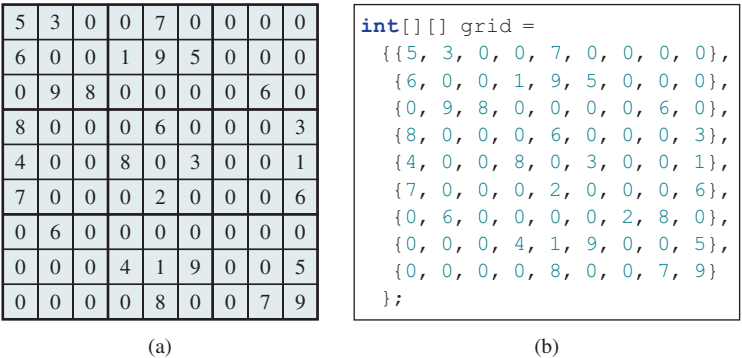 5 3 0 0 7 0 0 0 0
6 0 0 1 9 5 0 0 0
0 9 8 0 0 0 0 6 0
8 0 0 0 6 0 0 0 3
4 0 0 8 0 3 0 0 1
7 0 0 0 2 0 0 0 6
0 6 0 0 0 0 0 0 0
0 0 0 4 1 9 0 0 5
0 0 0 0 8 0 0 7 9
(a)
int[][] grid =
{{5, 3, 0, 0, 7, 0, 0, 0, 0},
{6, 0, 0, 1, 9, 5, 0, 0, 0},
{0, 9, 8, 0, 0, 0, 0, 6, 0},
{8, 0, 0, 0, 6, 0, 0, 0, 3},
{4, 0, 0, 8, 0, 3, 0, 0, 1},
{7, 0, 0, 0, 2, 0, 0, 0, 6},
{0, 6, 0, 0, 0, 0, 2, 8, 0},
{0, 0, 0, 4, 1, 9, 0, 0, 5},
{0, 0, 0, 0, 8, 0, 0, 7, 9}
};
(b)